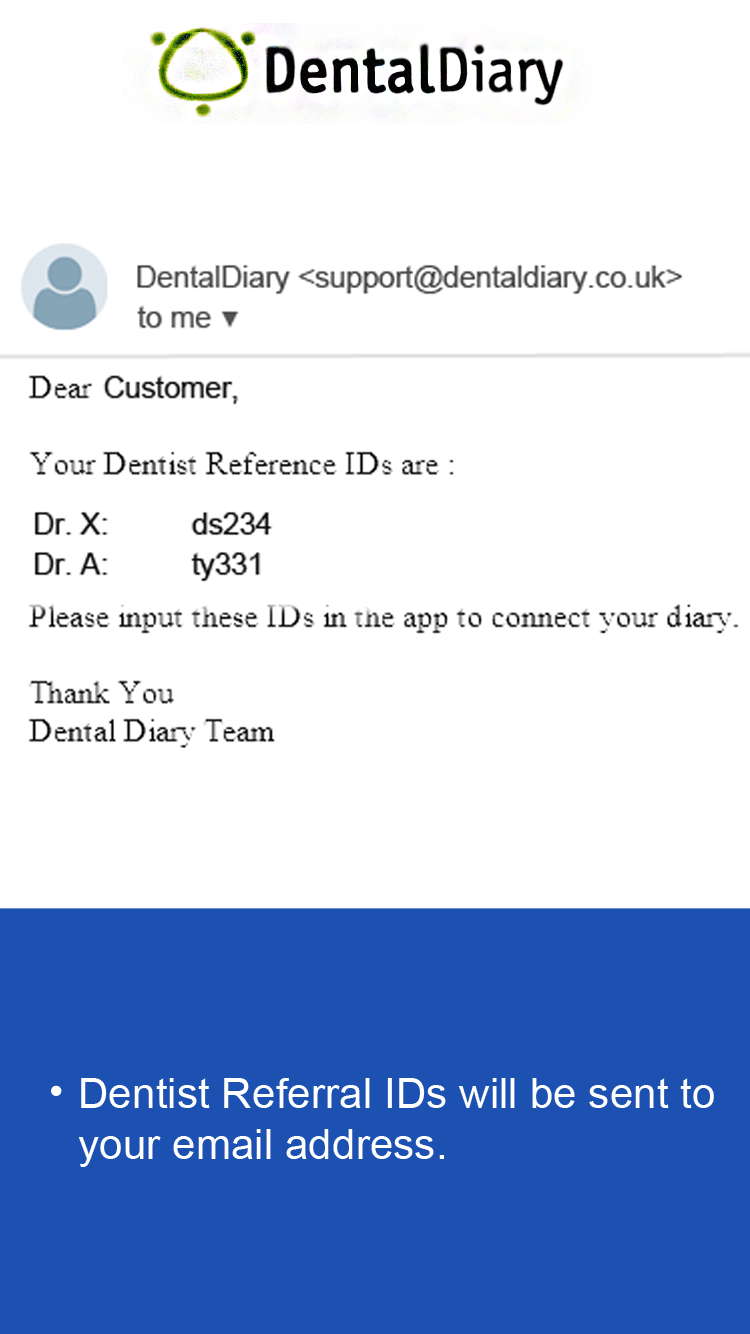 DentalDiary
DentalDiary <support@dentaldiary.co.uk>
to me ▼
Dear Customer,
Your Dentist Reference IDs are :
Dr. X: ds234
Dr. A: ty331
Please input these IDs in the app to connect your diary.
Thank You
Dental Diary Team
• Dentist Referral IDs will be sent to
your email address.